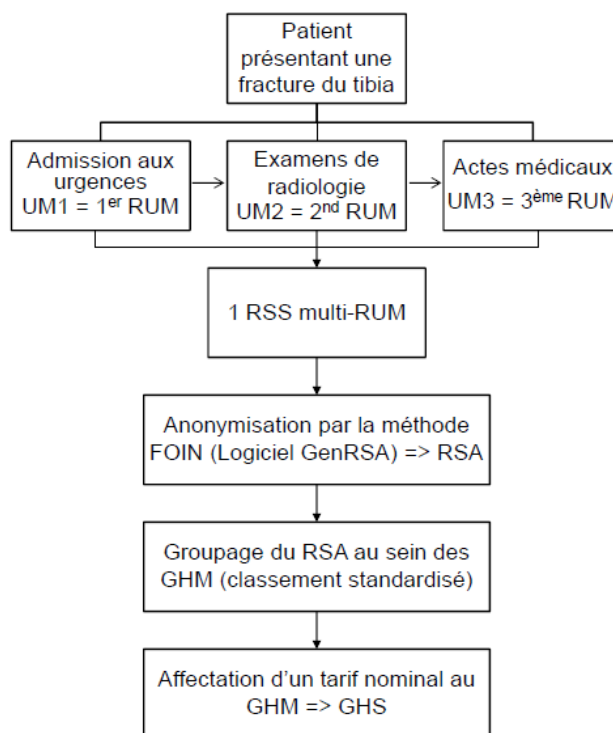 Patient
présentant une
fracture du tibia
Admission aux
urgences
UM1 = 1er RUM
Examens de
radiologie
UM2 = 2nd RUM
Actes médicaux
UM3 = 3ème RUM
1 RSS multi-RUM
Anonymisation par la méthode
FOIN (Logiciel GenRSA) => RSA
Groupage du RSA au sein des
GHM (classement standardisé)
Affectation d'un tarif nominal au
GHM => GHS